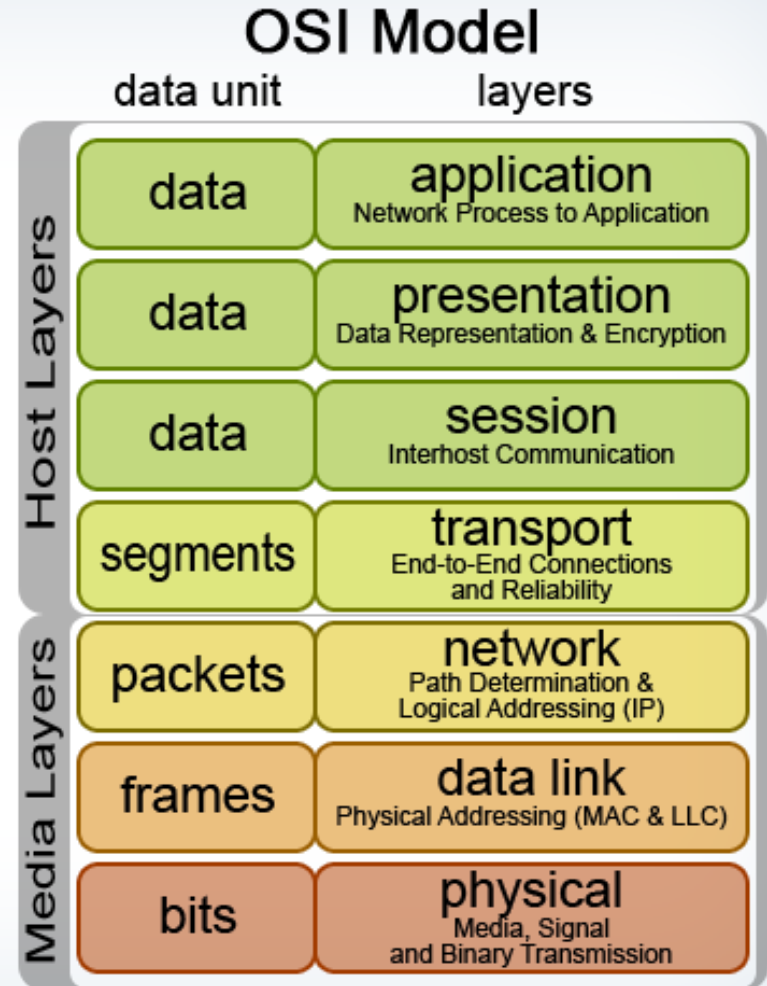 OSI Model
data unit layers
Host Layers
data
application
Network Process to Application
data
presentation
Data Representation & Encryption
data
session
Interhost Communication
segments
transport
End-to-End Connections
and Reliability
Media Layers
packets
network
Path Determination &
Logical Addressing (IP)
frames
data link
Physical Addressing (MAC & LLC)
bits
physical
Media, Signal
and Binary Transmission